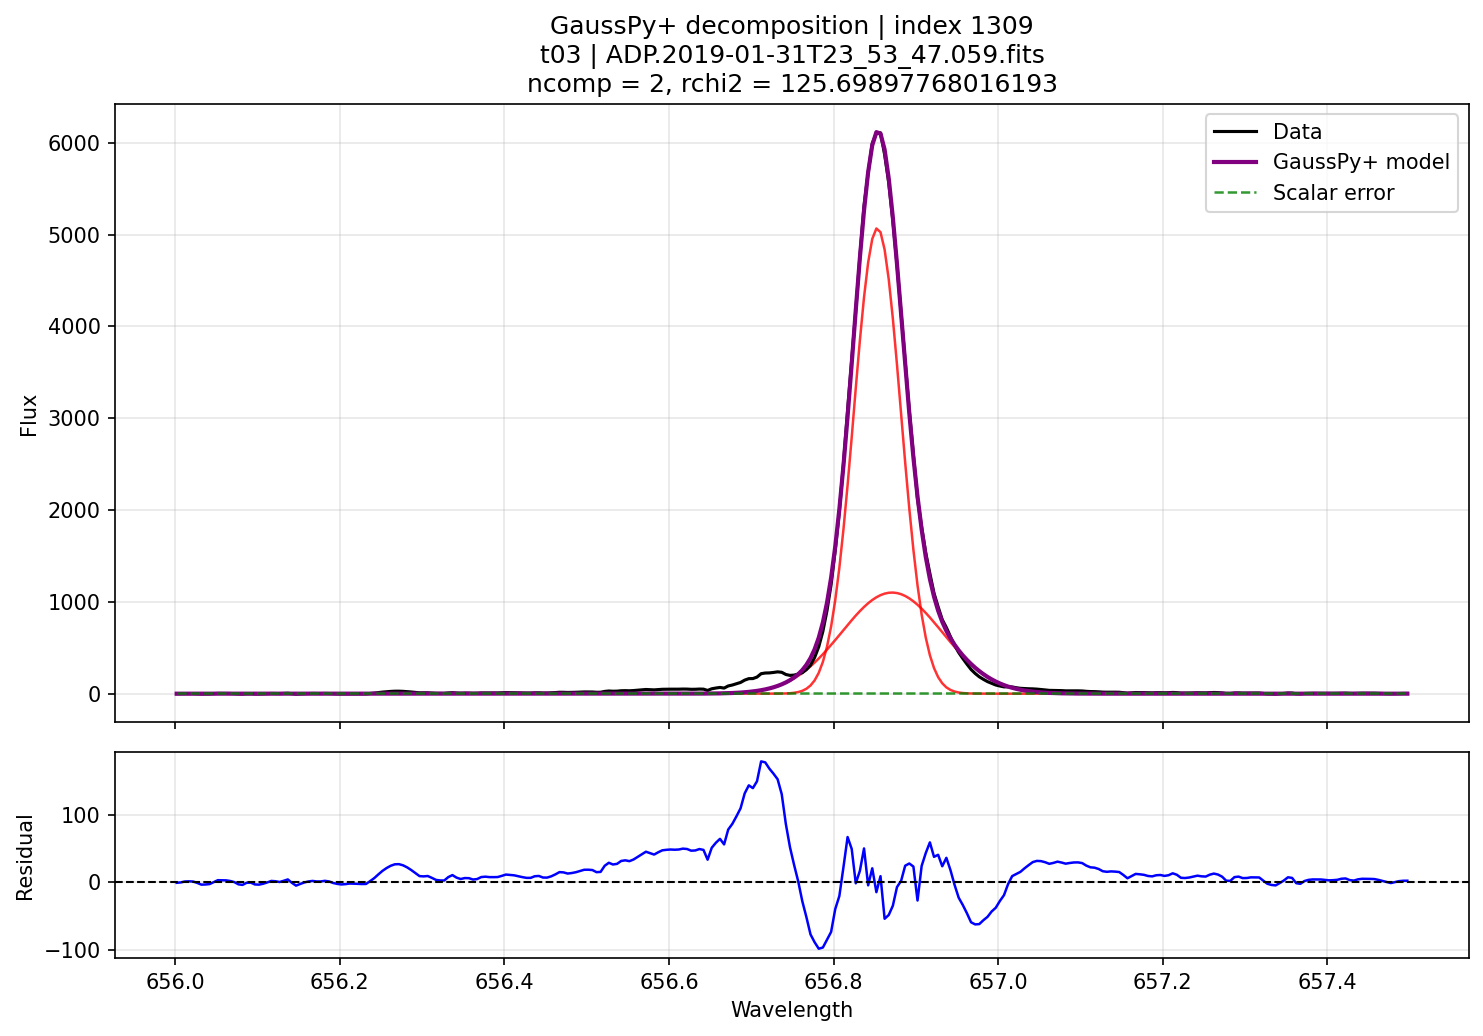 GaussPy+ decomposition | index 1309
t03 | ADP.2019-01-31T23_53_47.059.fits
ncomp = 2, rchi2 = 125.69897768016193
Data
GaussPy+ model
Scalar error
6000
5000
4000
3000
2000
1000
0
Flux
100
0
−100
Residual
656.0 656.2 656.4 656.6 656.8 657.0 657.2 657.4
Wavelength